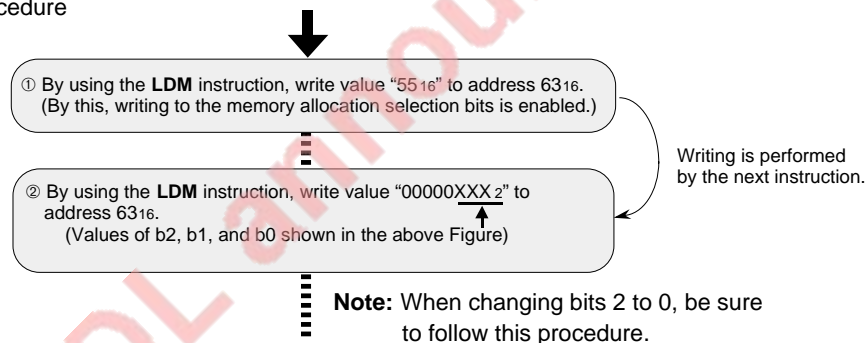 cedure
① By using the LDM instruction, write value “5516” to address 6316.
(By this, writing to the memory allocation selection bits is enabled.)
Writing is performed
by the next instruction.
② By using the LDM instruction, write value “00000XXX 2” to
address 6316.
(Values of b2, b1, and b0 shown in the above Figure)
Note: When changing bits 2 to 0, be sure
to follow this procedure.